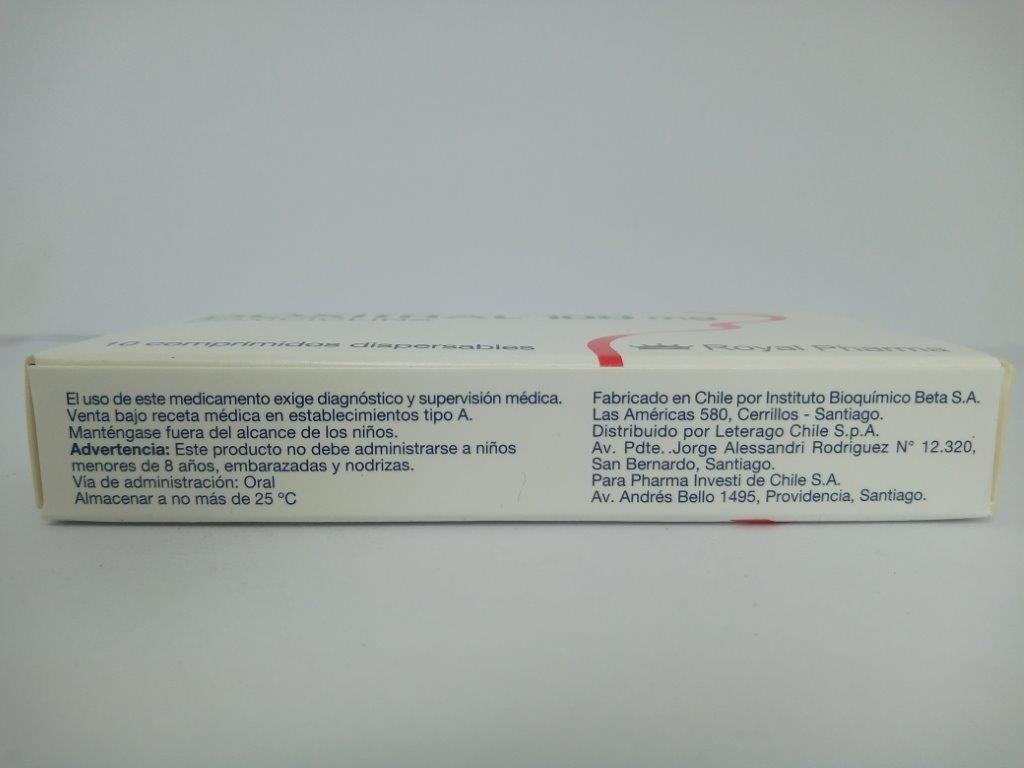 100 mg
10 comprimidos dispersables
Royal Pharma
El uso de este medicamento exige diagnóstico y supervisión médica.
Venta bajo receta médica en establecimientos tipo A.
Manténgase fuera del alcance de los niños.
Advertencia: Este producto no debe administrarse a niños
menores de 8 años, embarazadas y nodrizas.
Vía de administración: Oral
Almacenar a no más de 25 °C
Fabricado en Chile por Instituto Bioquímico Beta S.A.
Las Américas 580, Cerrillos - Santiago.
Distribuido por Leterago Chile S.p.A.
Av. Pdte. Jorge Alessandri Rodriguez N° 12.320,
San Bernardo, Santiago.
Para Pharma Investi de Chile S.A.
Av. Andrés Bello 1495, Providencia, Santiago.